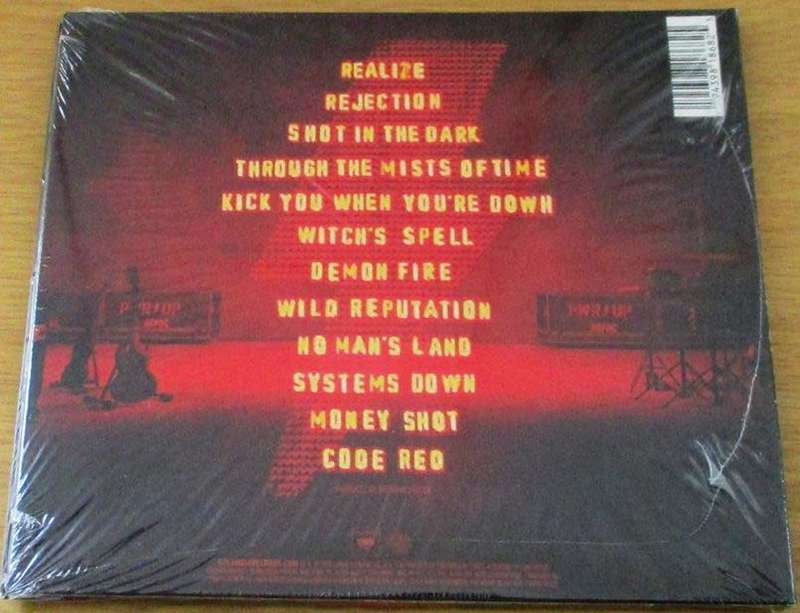 REALIZE
REJECTION
SHOT IN THE DARK
THROUGH THE MISTS OF TIME
KICK YOU WHEN YOU'RE DOWN
WITCH'S SPELL
DEMON FIRE
WILD REPUTATION
NO MAN'S LAND
SYSTEMS DOWN
MONEY SHOT
CODE RED